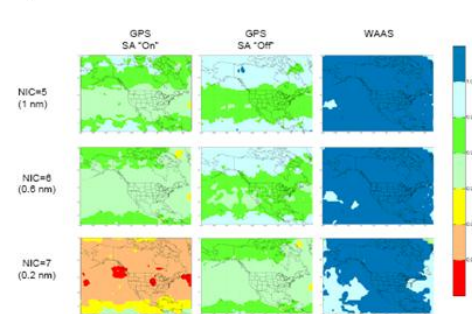 GPS
SA "On"
GPS
SA "Off"
WAAS
NIC=5
(1 nm)
NIC=6
(0.6 nm)
NIC=7
(0.2 nm)